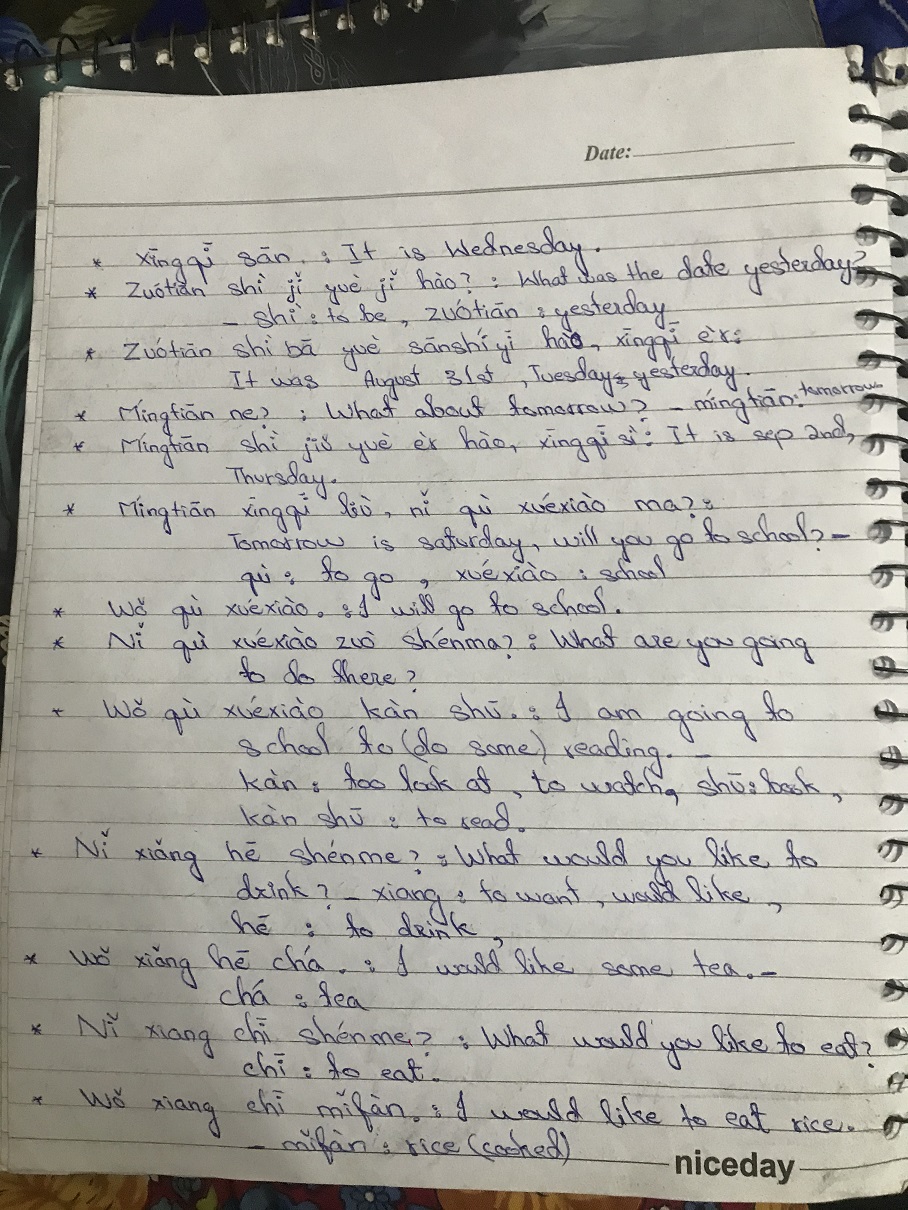 Date:
* xīngqī sān. : It is Wednesday.
* Zuótiān shì jǐ yuè jǐ hào? : What was the date yesterday?
- shì : to be, zuótiān : yesterday
* Zuótiān shì bā yuè sānshíyī hào, xīngqī èr:
It was August 31st, Tuesday, yesterday.
* Míngtiān ne? : What about tomorrow? - míngtiān: tomorrow
* Míngtiān shì jiǔ yuè èr hào, xīngqī sì: It is sep 2nd,
Thursday.
* Míngtiān xīngqī liù, nǐ qù xuéxiào ma? :
Tomorrow is saturday, will you go to school? -
qù : to go, xuéxiào : school
* Wǒ qù xuéxiào. : I will go to school.
* Nǐ qù xuéxiào zuò shénma? : What are you going
to do there?
* Wǒ qù xuéxiào kàn shū. : I am going to
school to (do some) reading. -
kàn : too look at, to watch, shū : book,
kàn shū : to read.
* Nǐ xiǎng hē shénme? : What would you like to
drink? - xiang : to want, would like,
hē : to drink,
* Wǒ xiǎng hē chá. : I would like some tea. -
chá : tea
* Nǐ xiang chī shénme? : What would you like to eat?
chī : to eat.
* Wǒ xiang chī mǐfàn. : I would like to eat rice.
- mǐfàn : rice (cooked)
niceday